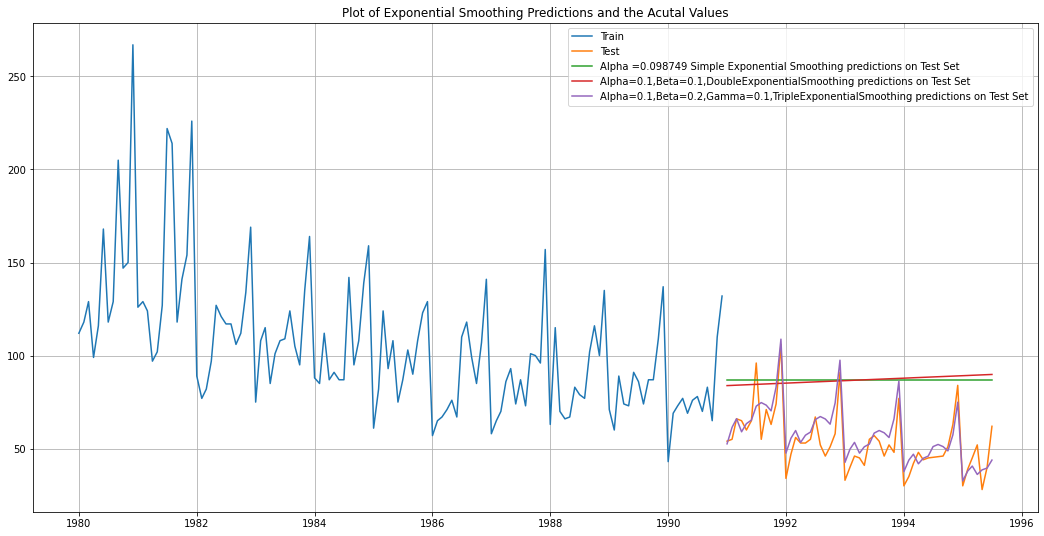 Plot of Exponential Smoothing Predictions and the Acutal Values
Train
Test
Alpha =0.098749 Simple Exponential Smoothing predictions on Test Set
Alpha=0.1,Beta=0.1,DoubleExponentialSmoothing predictions on Test Set
Alpha=0.1,Beta=0.2,Gamma=0.1,TripleExponentialSmoothing predictions on Test Set
250
200
150
100
50
1980 1982 1984 1986 1988 1990 1992 1994 1996